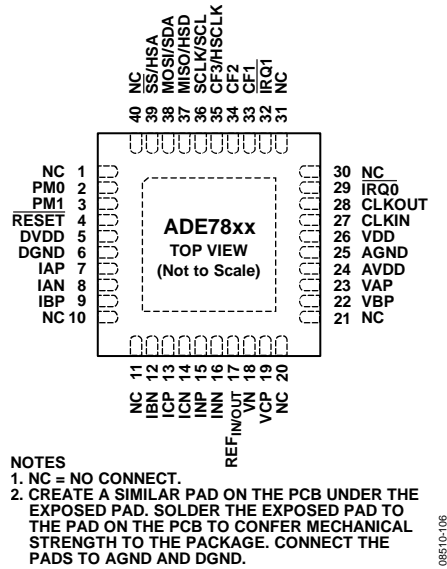 40 NC
39 SS/HSA
38 MOSI/SDA
37 MISO/HSD
36 SCLK/SCL
35 CF3/HSCLK
34 CF2
33 CF1
32 IRQ1
31 NC
NC 1
PM0 2
PM1 3
RESET 4
DVDD 5
DGND 6
IAP 7
IAN 8
IBP 9
NC 10
ADE78xx
TOP VIEW
(Not to Scale)
30 NC
29 IRQ0
28 CLKOUT
27 CLKIN
26 VDD
25 AGND
24 AVDD
23 VAP
22 VBP
21 NC
NC 11
IBN 12
ICP 13
ICN 14
INP 15
INN 16
REFIN/OUT 17
VN 18
VCP 19
NC 20
NOTES
1. NC = NO CONNECT.
2. CREATE A SIMILAR PAD ON THE PCB UNDER THE
EXPOSED PAD. SOLDER THE EXPOSED PAD TO
THE PAD ON THE PCB TO CONFER MECHANICAL
STRENGTH TO THE PACKAGE. CONNECT THE
PADS TO AGND AND DGND.
08510-106